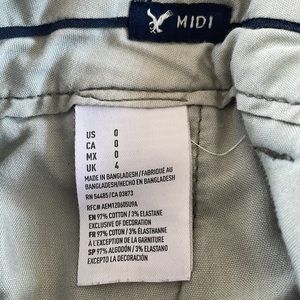 MIDI
US 0
CA 0
MX 0
UK 4
MADE IN BANGLADESH/FABRIQUÉ AU
BANGLADESH/HECHO EN BANGLADESH
RN 54485/CA 03873
RFC# AEM120605U9A
EN 97% COTTON / 3% ELASTANE
EXCLUSIVE OF DECORATION
FR 97% COTON / 3% ÉLASTHANNE
À L'EXCEPTION DE LA GARNITURE
SP 97% ALGODÓN / 3% ELASTANO
EXCEPTO LA DECORACIÓN